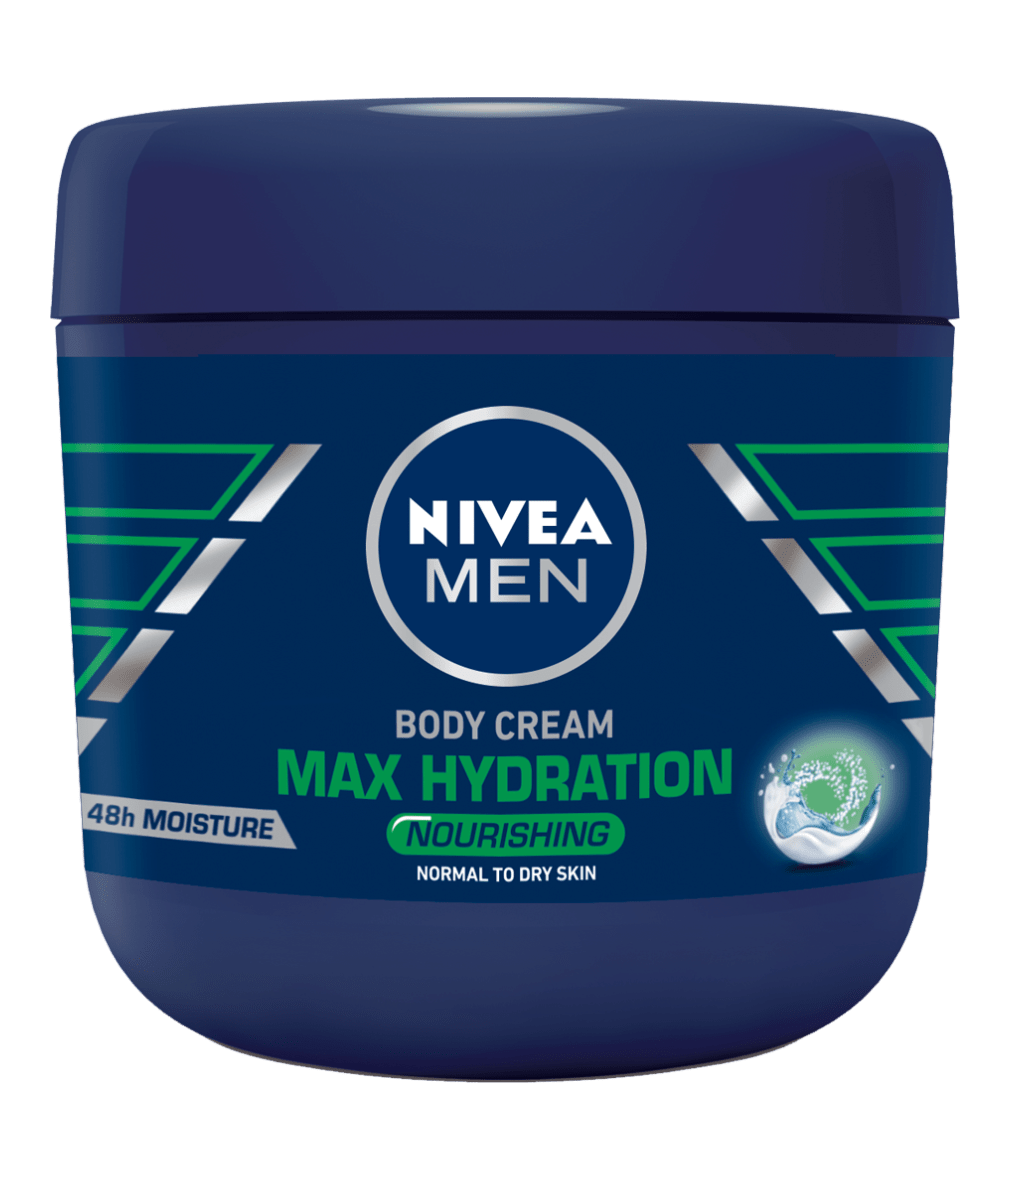 NIVEA
MEN
BODY CREAM
MAX HYDRATION
NOURISHING
NORMAL TO DRY SKIN
48h MOISTURE